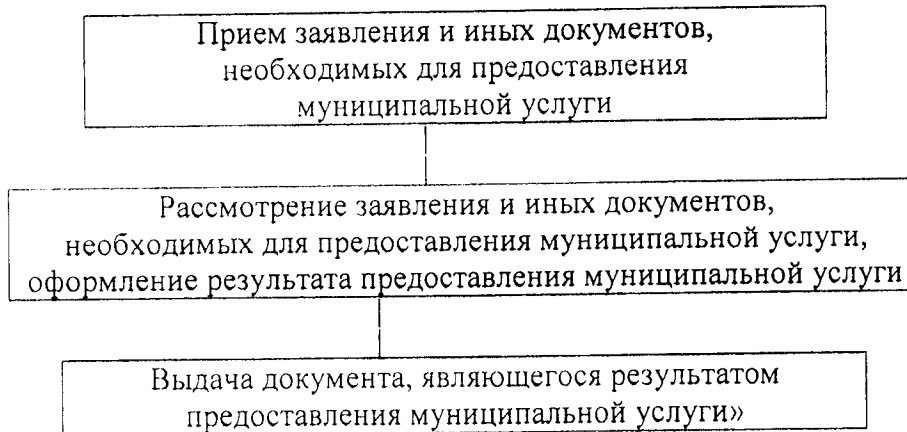 Прием заявления и иных документов,
необходимых для предоставления
муниципальной услуги
Рассмотрение заявления и иных документов,
необходимых для предоставления муниципальной услуги,
оформление результата предоставления муниципальной услуги
Выдача документа, являющегося результатом
предоставления муниципальной услуги»